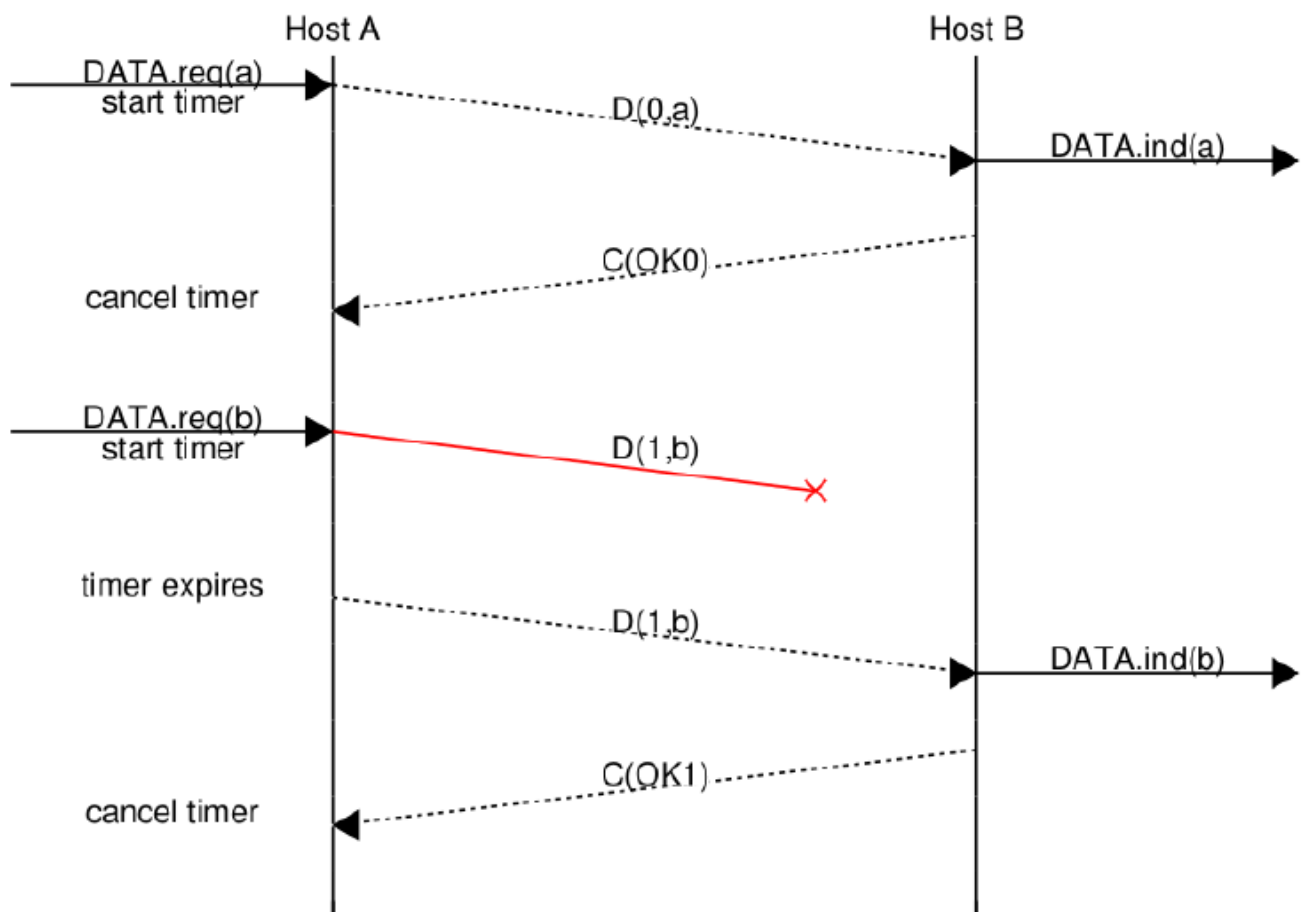 Host A
Host B
DATA.req(a)
start timer
D(0,a)
DATA.ind(a)
C(OK0)
cancel timer
DATA.req(b)
start timer
D(1,b)
timer expires
D(1,b)
DATA.ind(b)
C(OK1)
cancel timer